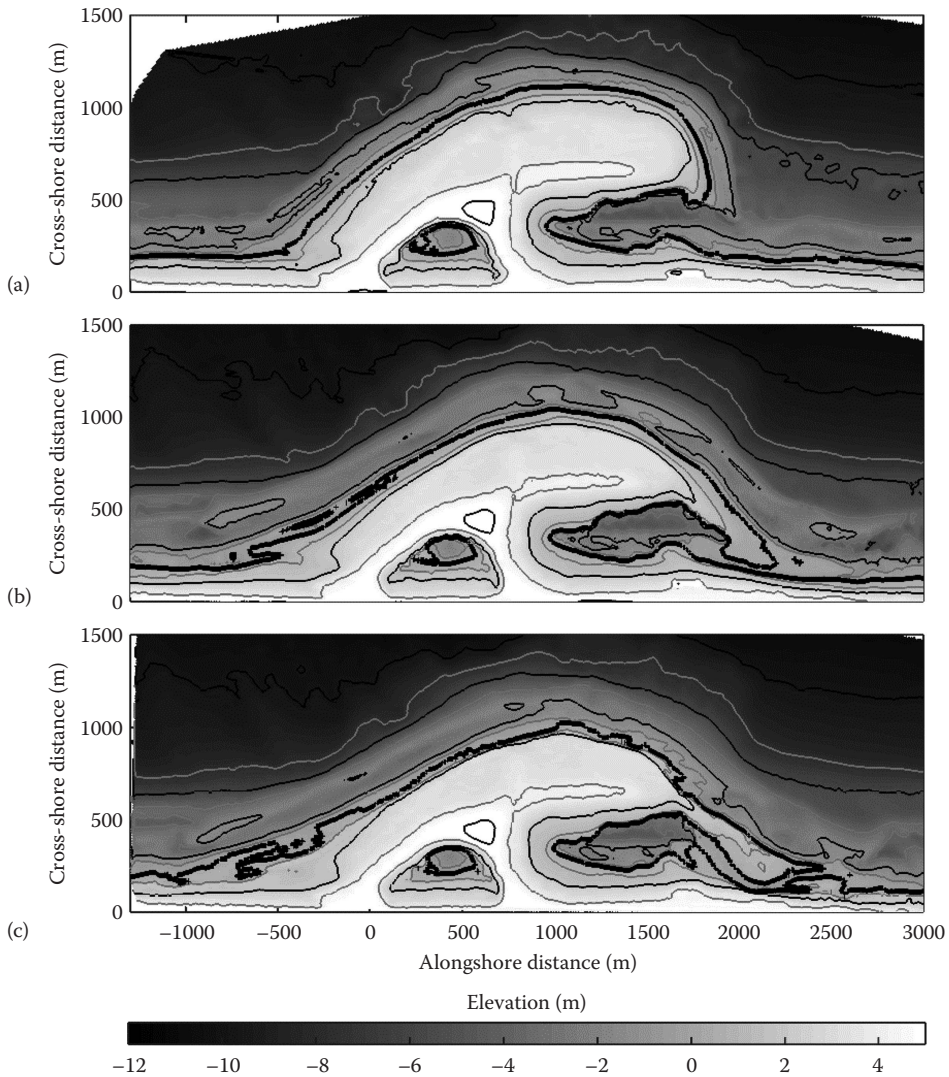 1500
1000
500
0
Cross-shore distance (m)
(a)
1500
1000
500
0
Cross-shore distance (m)
(b)
1500
1000
500
0
Cross-shore distance (m)
(c)
−1000 −500 0 500 1000 1500 2000 2500 3000
Alongshore distance (m)
Elevation (m)
−12 −10 −8 −6 −4 −2 0 2 4